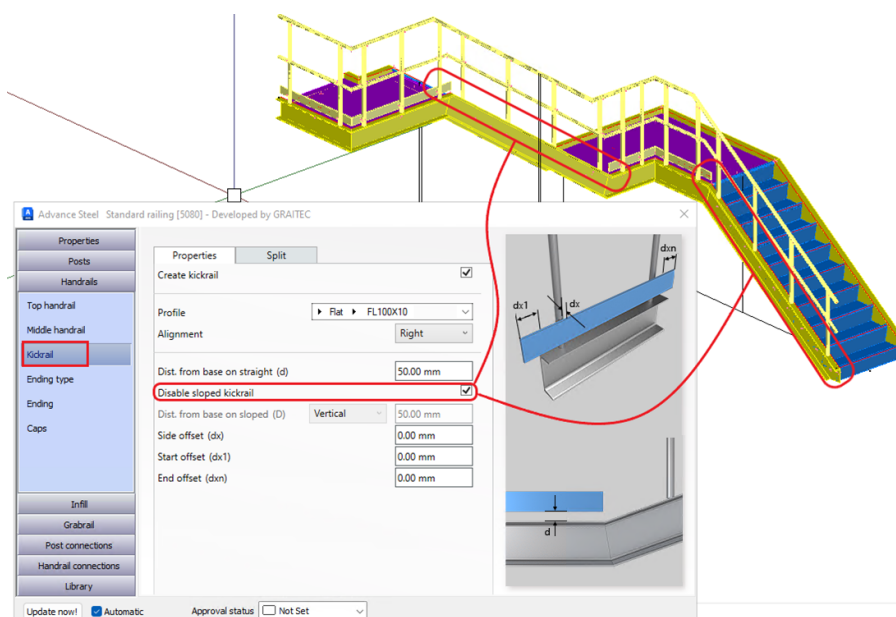 Advance Steel Standard railing [5080] - Developed by GRAITEC
Properties
Posts
Handrails
Top handrail
Middle handrail
Kickrail
Ending type
Ending
Caps
Infill
Grabrail
Post connections
Handrail connections
Library
Properties Split
Create kickrail
Profile Flat FL100X10
Alignment Right
Dist. from base on straight (d) 50.00 mm
Disable sloped kickrail
Dist. from base on sloped (D) Vertical 50.00 mm
Side offset (dx) 0.00 mm
Start offset (dx1) 0.00 mm
End offset (dxn) 0.00 mm
dxn
dx1 dx
d
Update now! Automatic Approval status Not Set